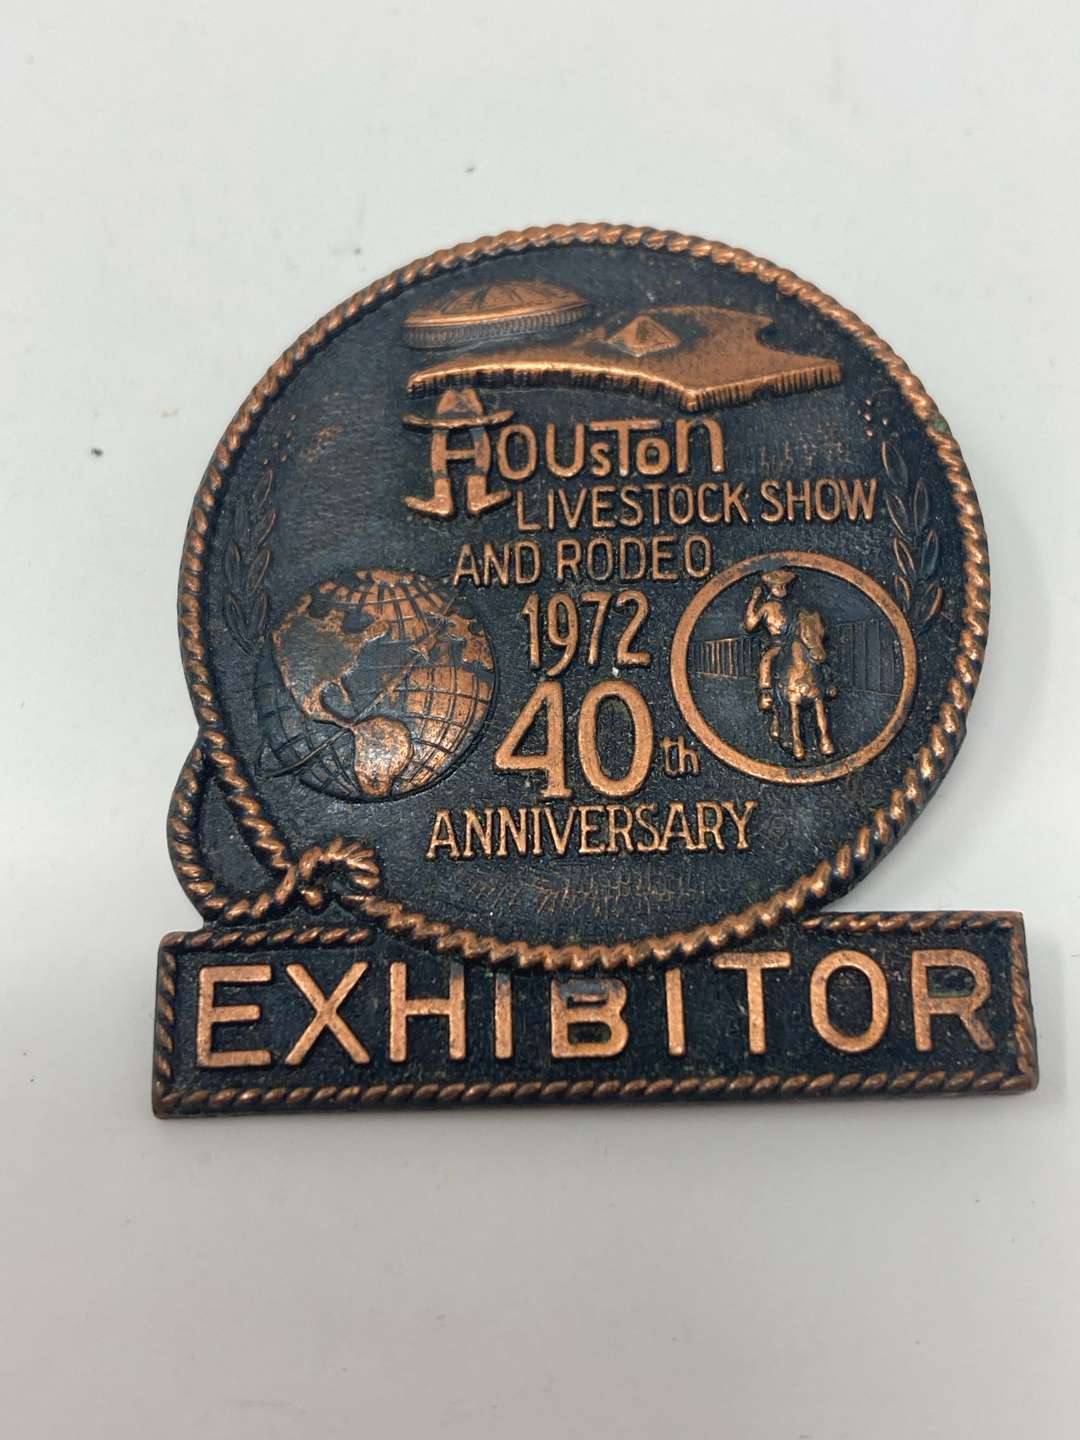 HOUSTON
LIVESTOCK SHOW
AND RODEO
1972
40th
ANNIVERSARY
EXHIBITOR